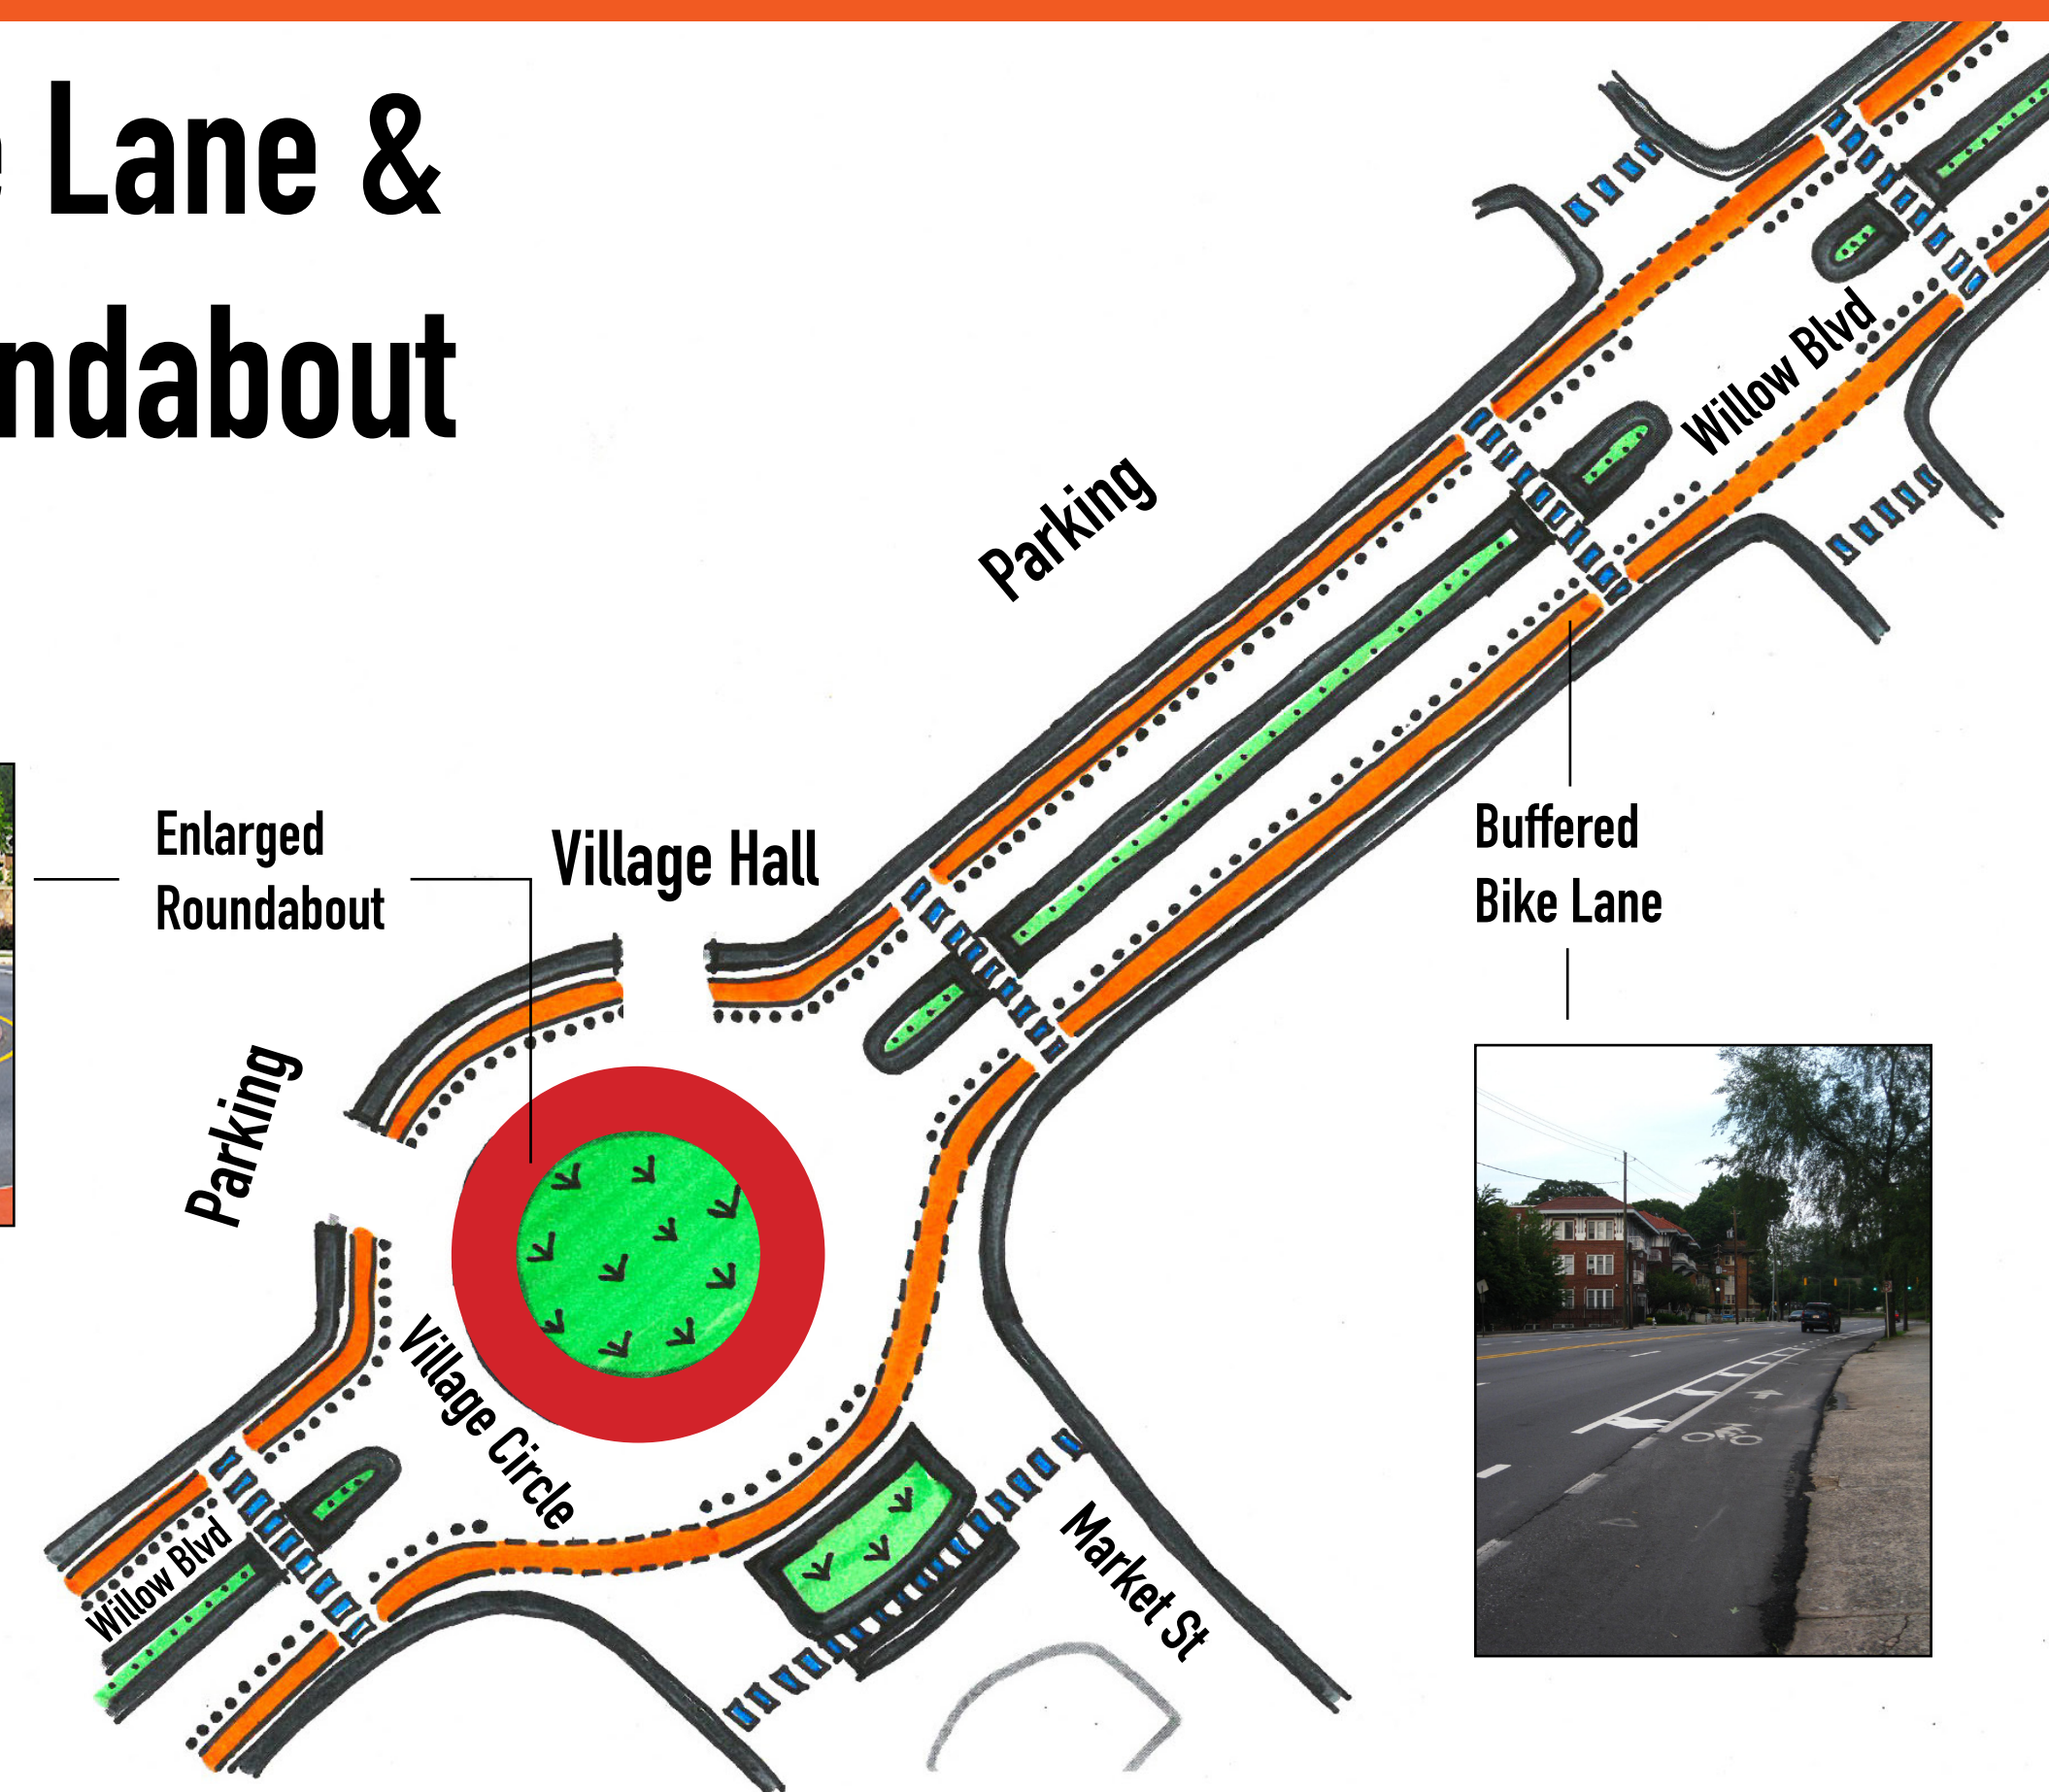 Lane &
ndabout
Parking
Willow Blvd
Enlarged
Roundabout
Village Hall
Buffered
Bike Lane
Parking
Village Circle
Willow Blvd
Market St